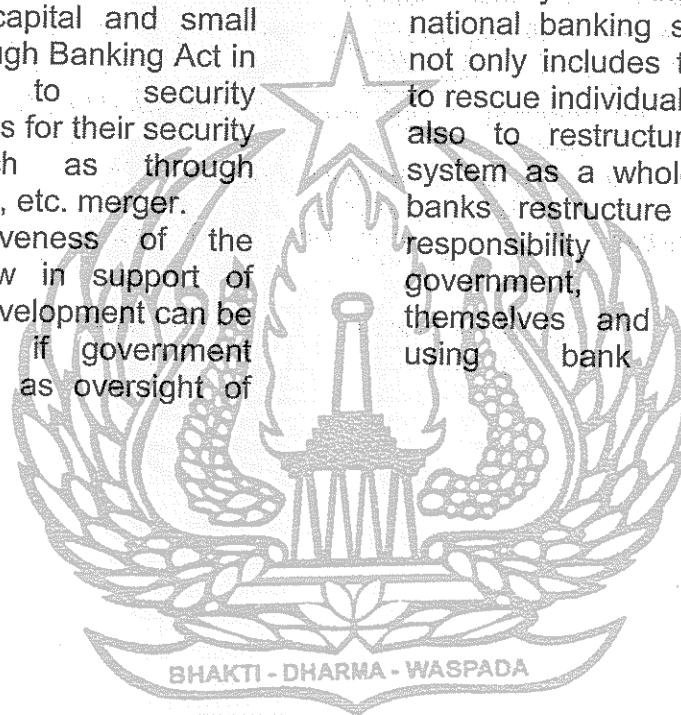 capital and small
ugh Banking Act in
to security
s for their security
ch as through
, etc. merger.
veness of the
w in support of
velopment can be
if government
as oversight of
national banking s
not only includes t
to rescue individual
also to restructur
system as a whol
banks restructure
responsibility
government,
themselves and
using bank
BHAKTI - DHARMA - WASPADA